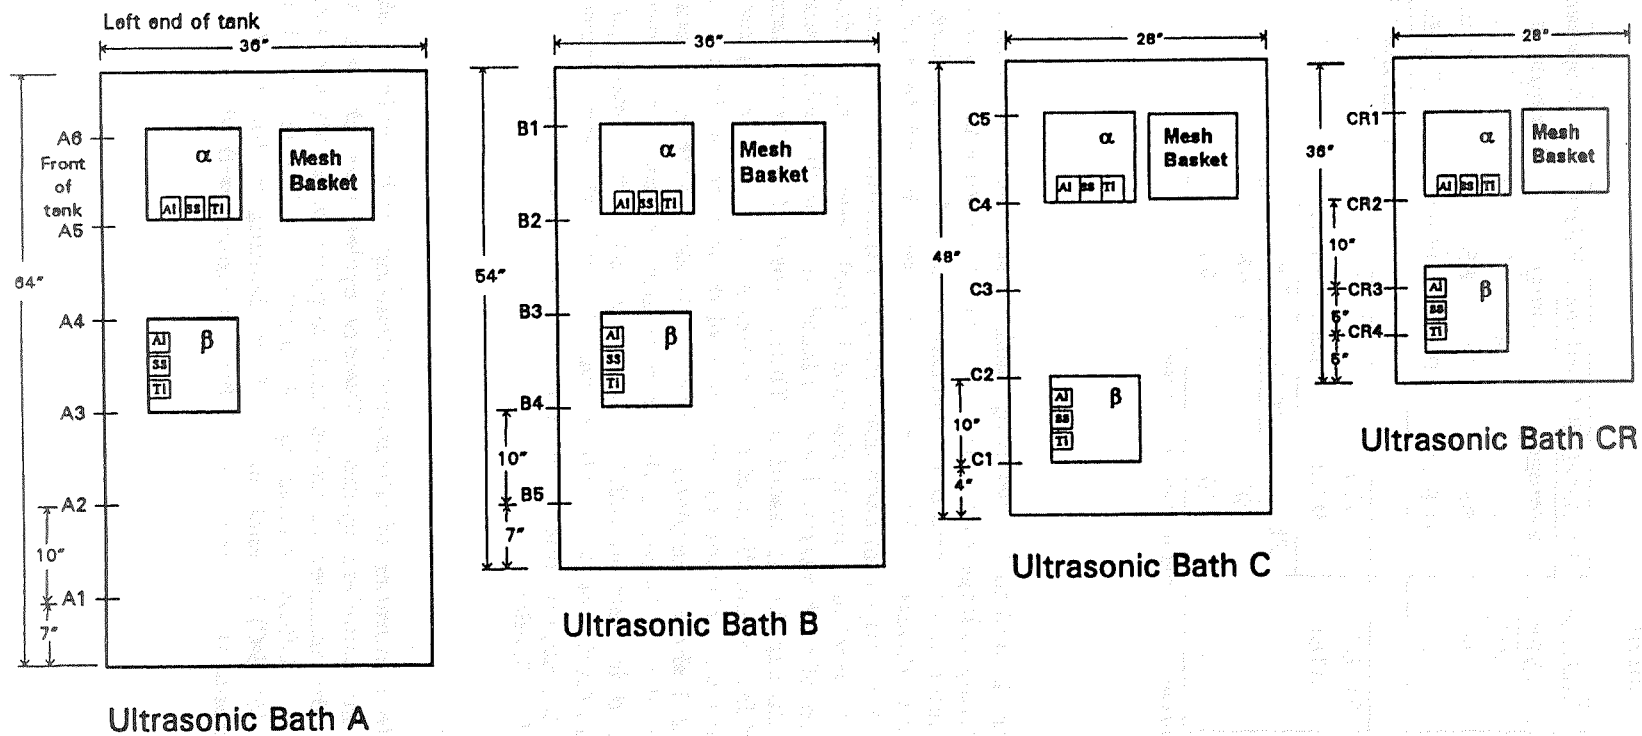 Left end of tank
36"
A6
Front
of
tank
A5
64"
A4
A3
A2
10"
A1
7"
α
Mesh
Basket
Al SS Ti
β
Al
SS
Ti
Ultrasonic Bath A
36"
B1
B2
54"
B3
B4
10"
B5
7"
α
Mesh
Basket
Al SS Ti
β
Al
SS
Ti
Ultrasonic Bath B
28"
C5
C4
48"
C3
C2
10"
C1
4"
α
Mesh
Basket
Al SS Ti
β
Al
SS
Ti
Ultrasonic Bath C
28"
CR1
36"
CR2
10"
CR3
5"
CR4
5"
α
Mesh
Basket
Al SS Ti
β
Al
SS
Ti
Ultrasonic Bath CR